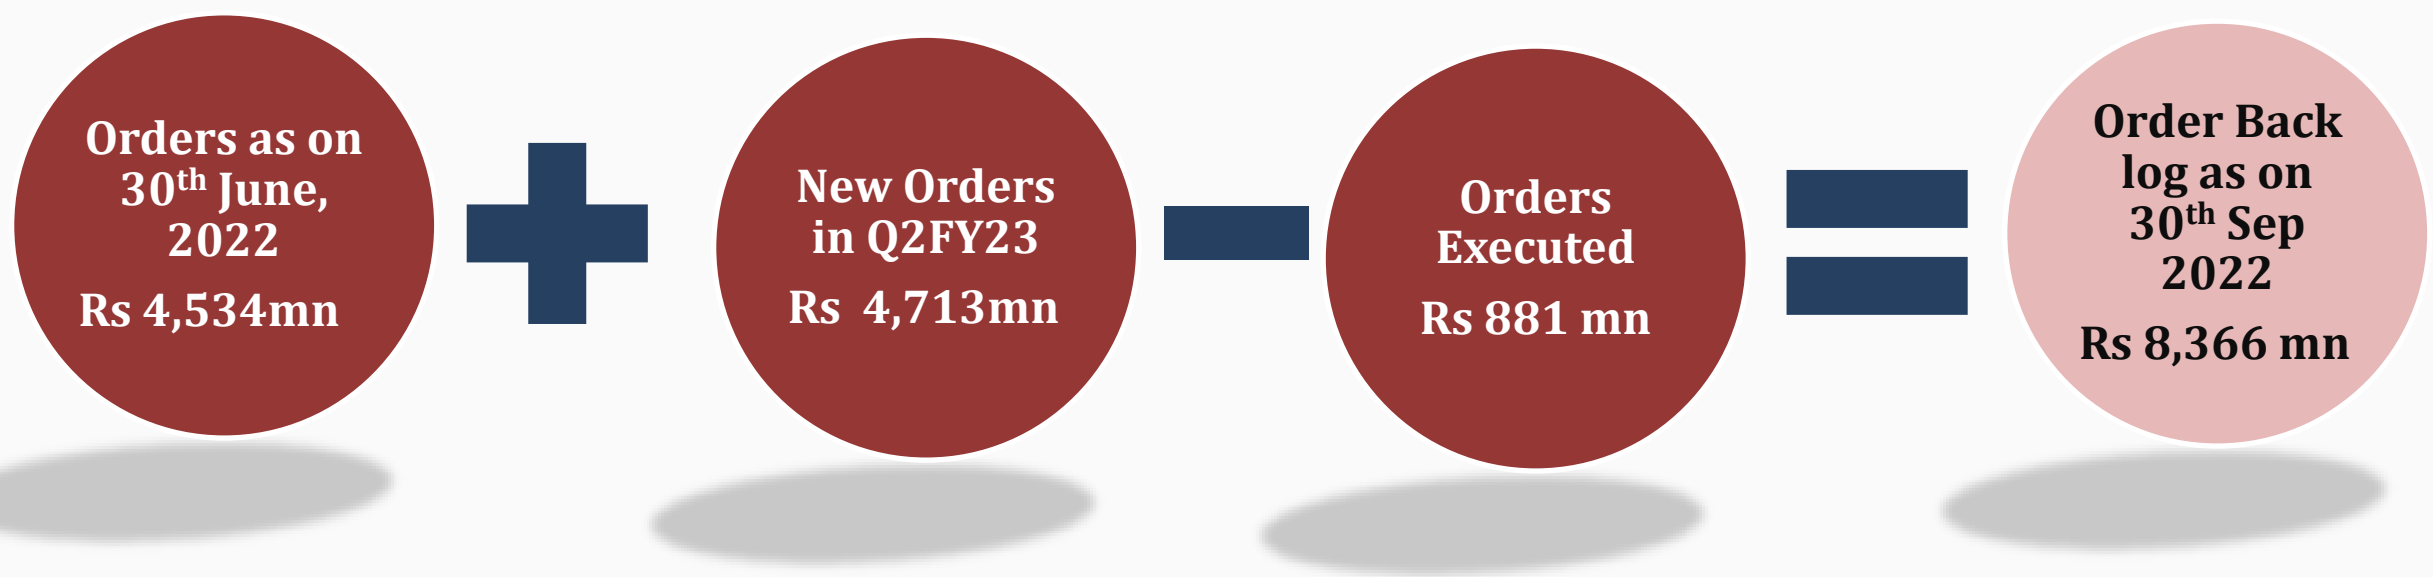 Orders as on
30th June,
2022
Rs 4,534mn
New Orders
in Q2FY23
Rs 4,713mn
Orders
Executed
Rs 881 mn
Order Back
log as on
30th Sep
2022
Rs 8,366 mn